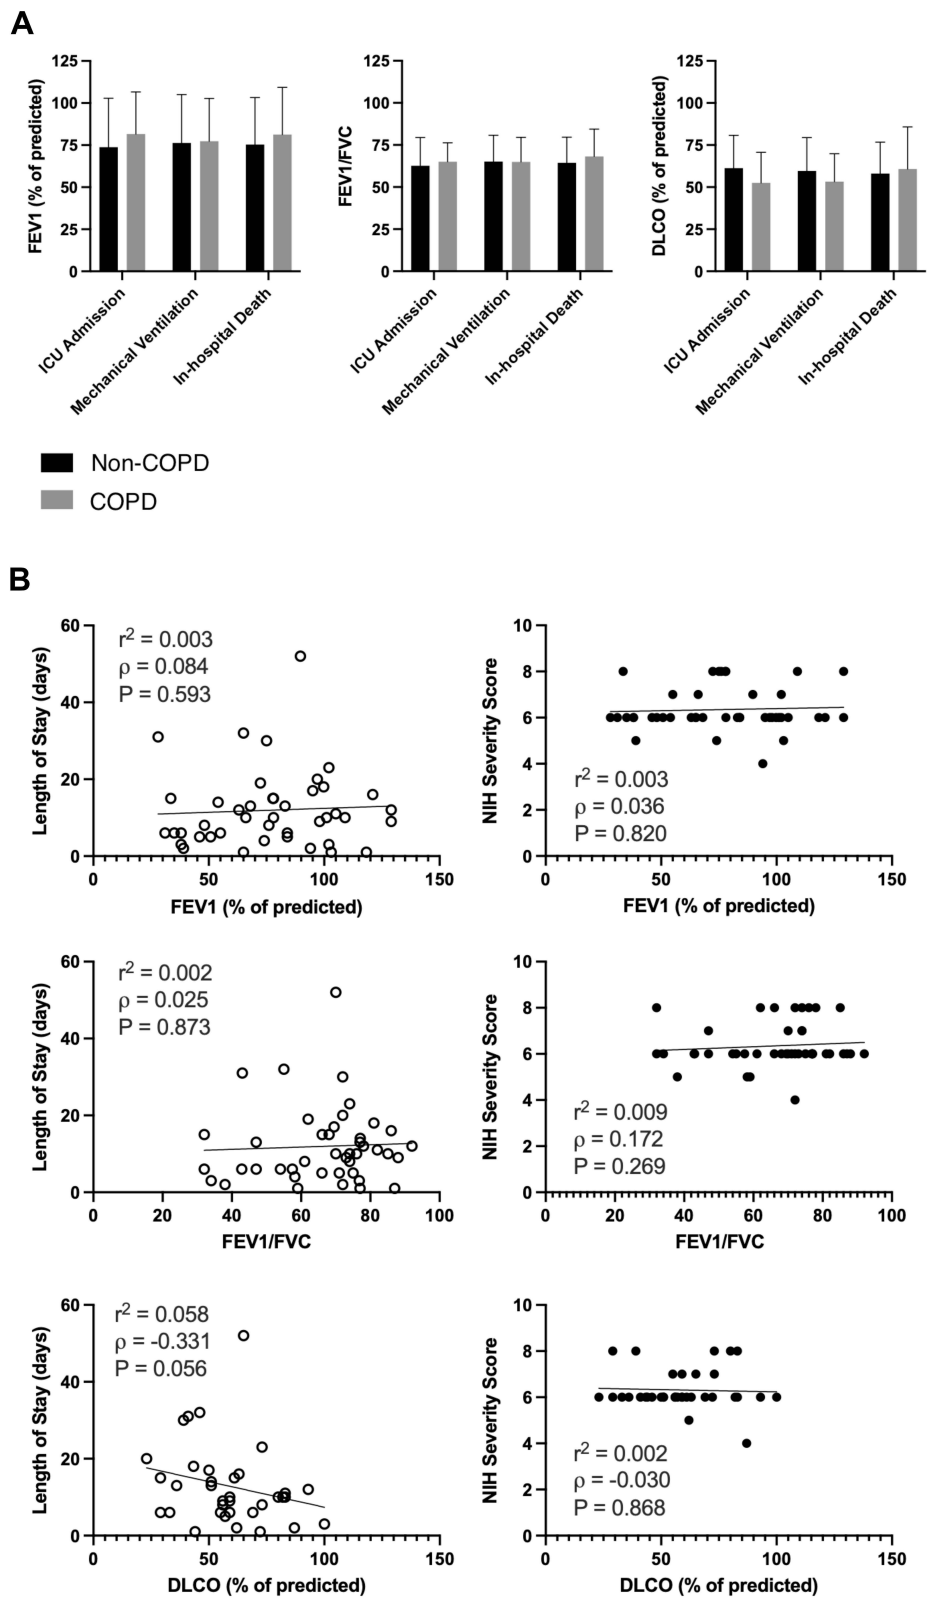 A
FEV1 (% of predicted)
125
100
75
50
25
0
ICU Admission
Mechanical Ventilation
In-hospital Death
FEV1/FVC
125
100
75
50
25
0
ICU Admission
Mechanical Ventilation
In-hospital Death
DLCO (% of predicted)
125
100
75
50
25
0
ICU Admission
Mechanical Ventilation
In-hospital Death
Non-COPD
COPD
B
Length of Stay (days)
60
40
20
0
r² = 0.003
ρ = 0.084
P = 0.593
0 50 100 150
FEV1 (% of predicted)
NIH Severity Score
10
8
6
4
2
0
r² = 0.003
ρ = 0.036
P = 0.820
0 50 100 150
FEV1 (% of predicted)
Length of Stay (days)
60
40
20
0
r² = 0.002
ρ = 0.025
P = 0.873
0 20 40 60 80 100
FEV1/FVC
NIH Severity Score
10
8
6
4
2
0
r² = 0.009
ρ = 0.172
P = 0.269
0 20 40 60 80 100
FEV1/FVC
Length of Stay (days)
60
40
20
0
r² = 0.058
ρ = -0.331
P = 0.056
0 50 100 150
DLCO (% of predicted)
NIH Severity Score
10
8
6
4
2
0
r² = 0.002
ρ = -0.030
P = 0.868
0 50 100 150
DLCO (% of predicted)